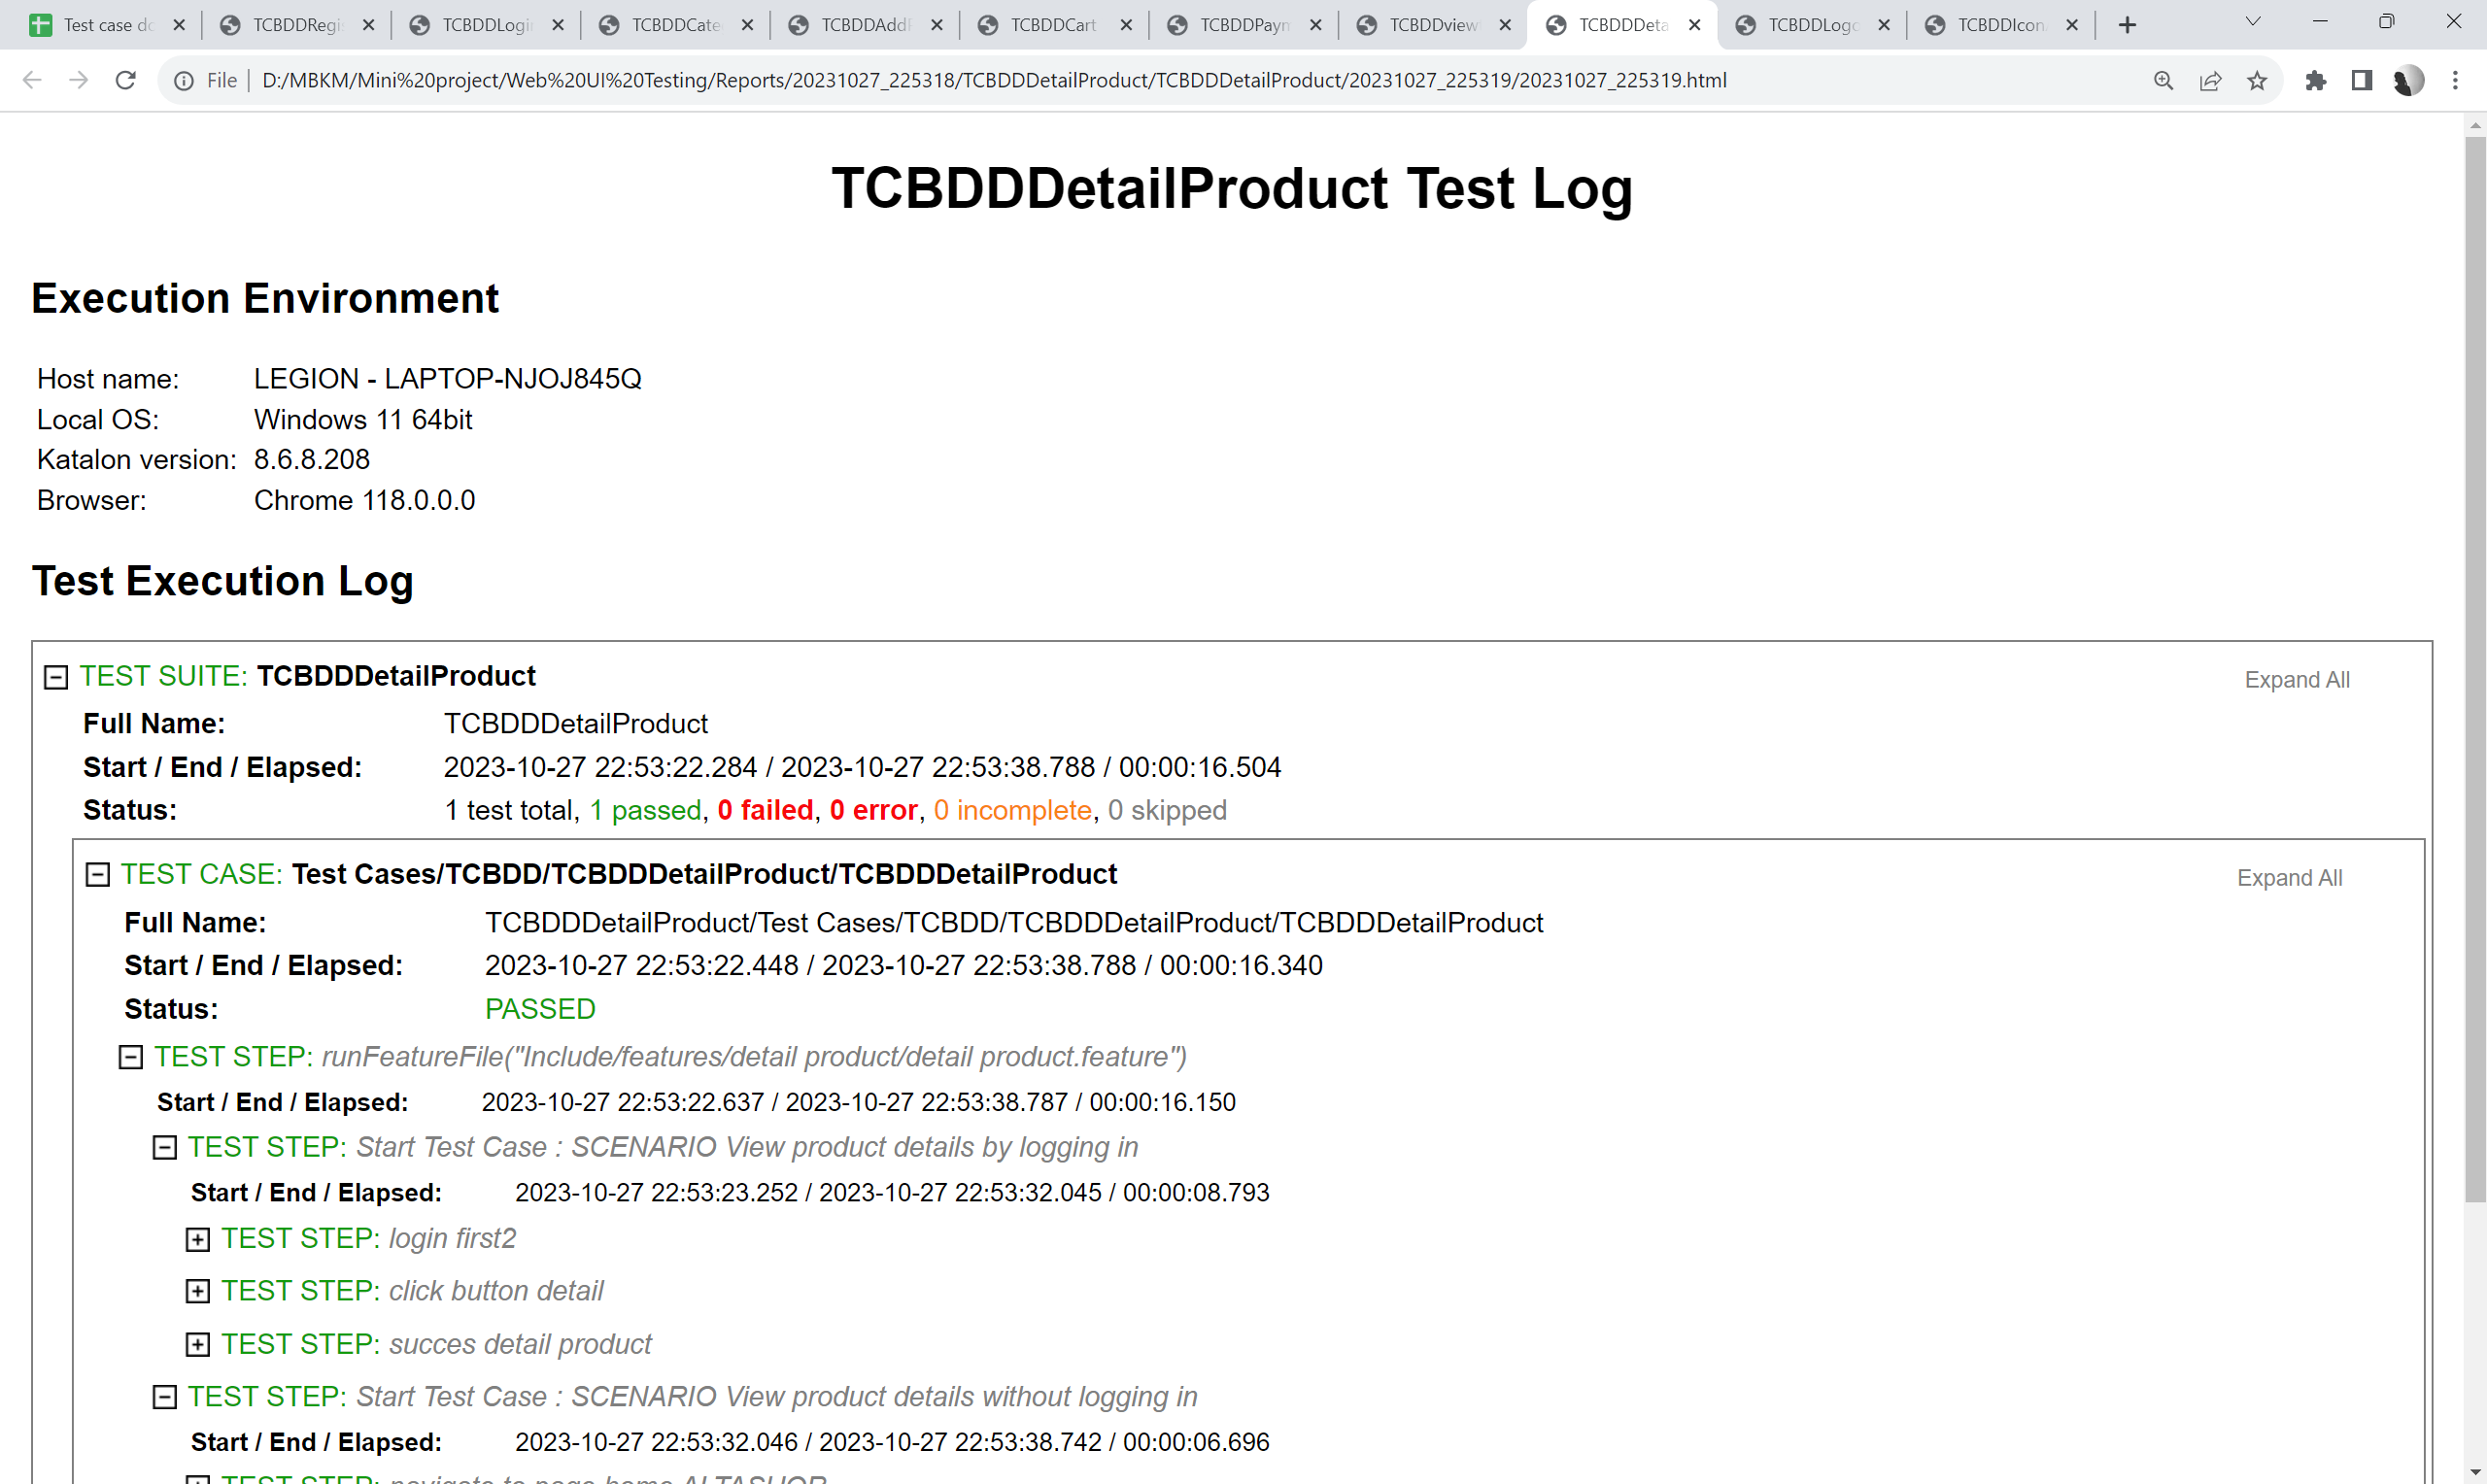 Test case do TCBDDRegi TCBDDLogi TCBDDCate TCBDDAddP TCBDDCart TCBDDPaym TCBDDview TCBDDDeta TCBDDLogo TCBDDIcon
File D:/MBKM/Mini%20project/Web%20UI%20Testing/Reports/20231027_225318/TCBDDDetailProduct/TCBDDDetailProduct/20231027_225319/20231027_225319.html
TCBDDDetailProduct Test Log
Execution Environment
Host name: LEGION - LAPTOP-NJOJ845Q
Local OS: Windows 11 64bit
Katalon version: 8.6.8.208
Browser: Chrome 118.0.0.0
Test Execution Log
TEST SUITE: TCBDDDetailProduct Expand All
Full Name: TCBDDDetailProduct
Start / End / Elapsed: 2023-10-27 22:53:22.284 / 2023-10-27 22:53:38.788 / 00:00:16.504
Status: 1 test total, 1 passed, 0 failed, 0 error, 0 incomplete, 0 skipped
TEST CASE: Test Cases/TCBDD/TCBDDDetailProduct/TCBDDDetailProduct Expand All
Full Name: TCBDDDetailProduct/Test Cases/TCBDD/TCBDDDetailProduct/TCBDDDetailProduct
Start / End / Elapsed: 2023-10-27 22:53:22.448 / 2023-10-27 22:53:38.788 / 00:00:16.340
Status: PASSED
TEST STEP: runFeatureFile("Include/features/detail product/detail product.feature")
Start / End / Elapsed: 2023-10-27 22:53:22.637 / 2023-10-27 22:53:38.787 / 00:00:16.150
TEST STEP: Start Test Case : SCENARIO View product details by logging in
Start / End / Elapsed: 2023-10-27 22:53:23.252 / 2023-10-27 22:53:32.045 / 00:00:08.793
TEST STEP: login first2
TEST STEP: click button detail
TEST STEP: succes detail product
TEST STEP: Start Test Case : SCENARIO View product details without logging in
Start / End / Elapsed: 2023-10-27 22:53:32.046 / 2023-10-27 22:53:38.742 / 00:00:06.696
TEST STEP: navigate to page home